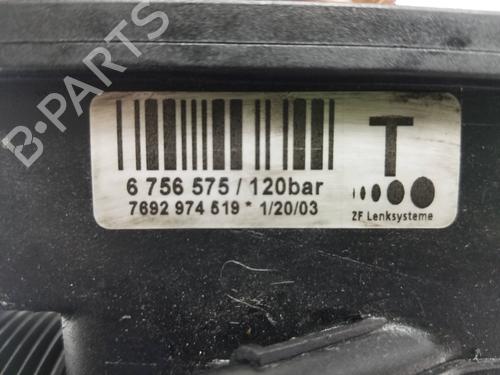 B-PARTS
T
6 756 575 / 120bar
7692 974 519 * 1/20/03
ZF Lenksysteme